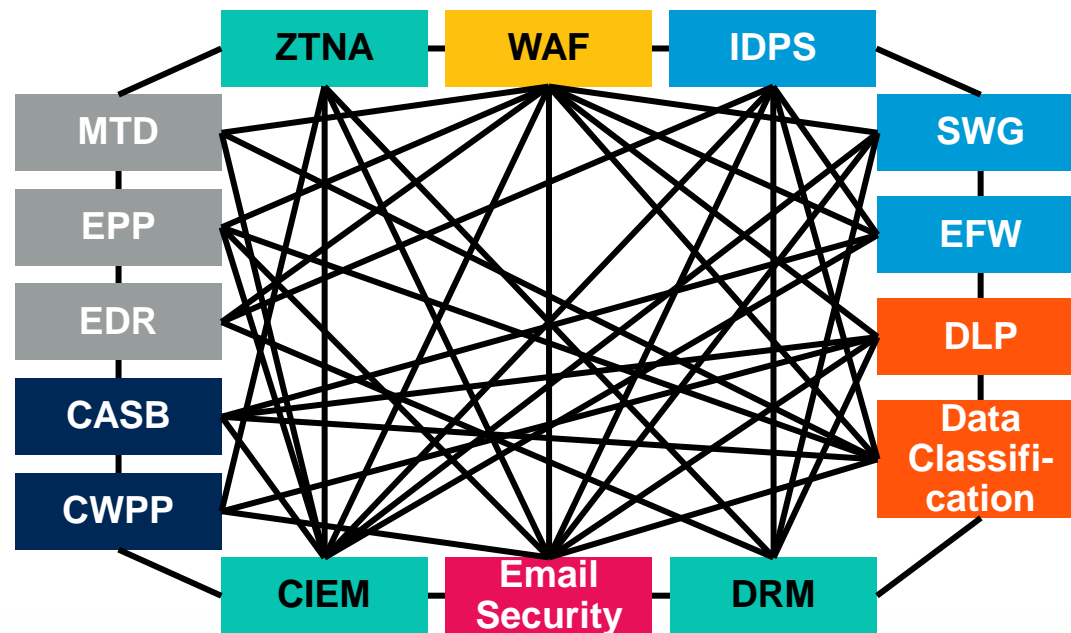 ZTNA
WAF
IDPS
MTD
SWG
EPP
EFW
EDR
DLP
CASB
Data
Classifi-
cation
CWPP
CIEM
Email
Security
DRM